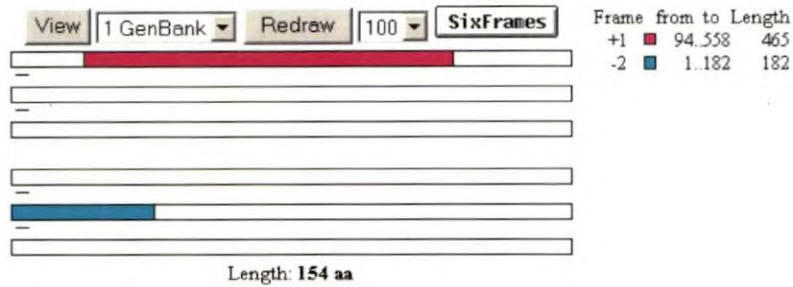 View 1 GenBank Redraw 100 SixFrames
Frame from to Length
+1 94..558 465
-2 1..182 182
Length: 154 aa